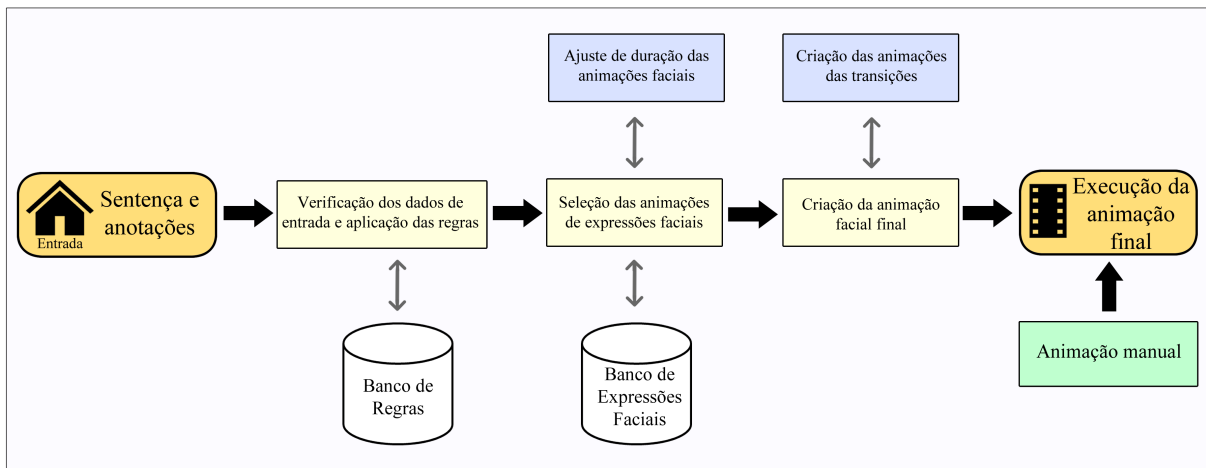 Ajuste de duração das
animações faciais
Criação das animações
das transições
Sentença e
anotações
Entrada
Verificação dos dados de
entrada e aplicação das regras
Seleção das animações
de expressões faciais
Criação da animação
facial final
Execução da
animação
final
Banco de
Regras
Banco de
Expressões
Faciais
Animação manual